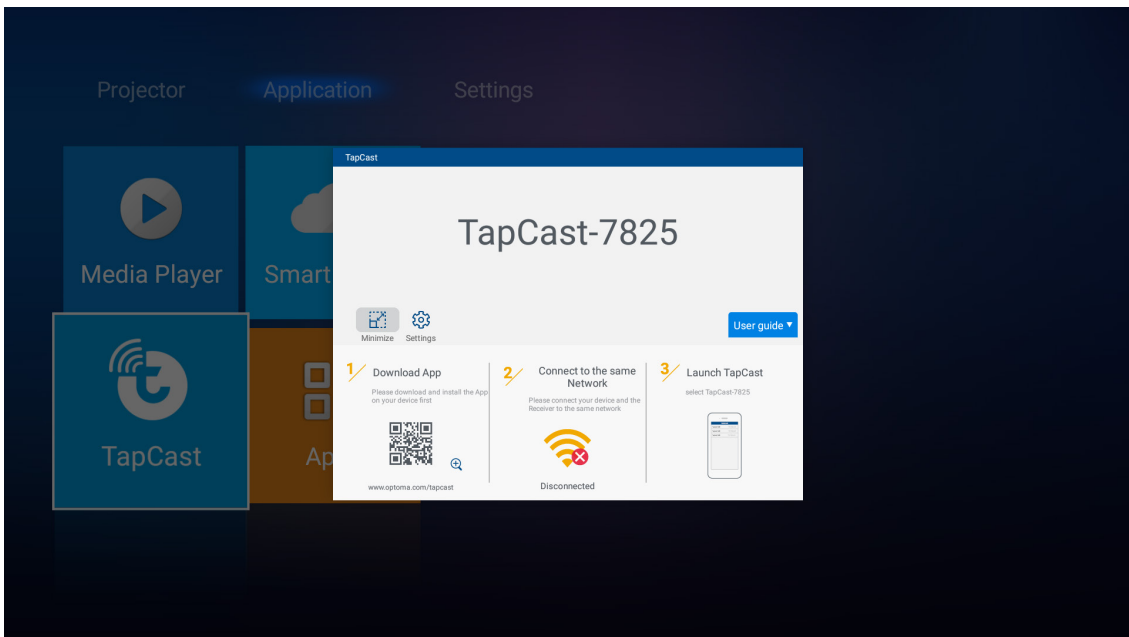 Projector Application Settings
TapCast
TapCast-7825
Media Player
Smart
Minimize Settings
User guide
1/ Download App
Please download and install the App
on your device first
www.optoma.com/tapcast
2/ Connect to the same
Network
Please connect your device and the
Receiver to the same network
Disconnected
3/ Launch TapCast
select TapCast-7825
TapCast
Ap